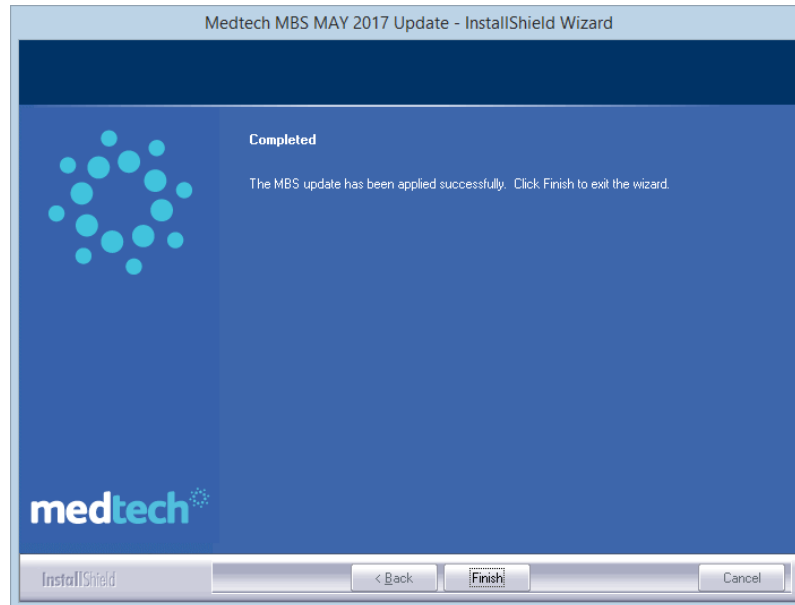 Medtech MBS MAY 2017 Update - InstallShield Wizard
Completed
The MBS update has been applied successfully. Click Finish to exit the wizard.
medtech
InstallShield
< Back
Finish
Cancel